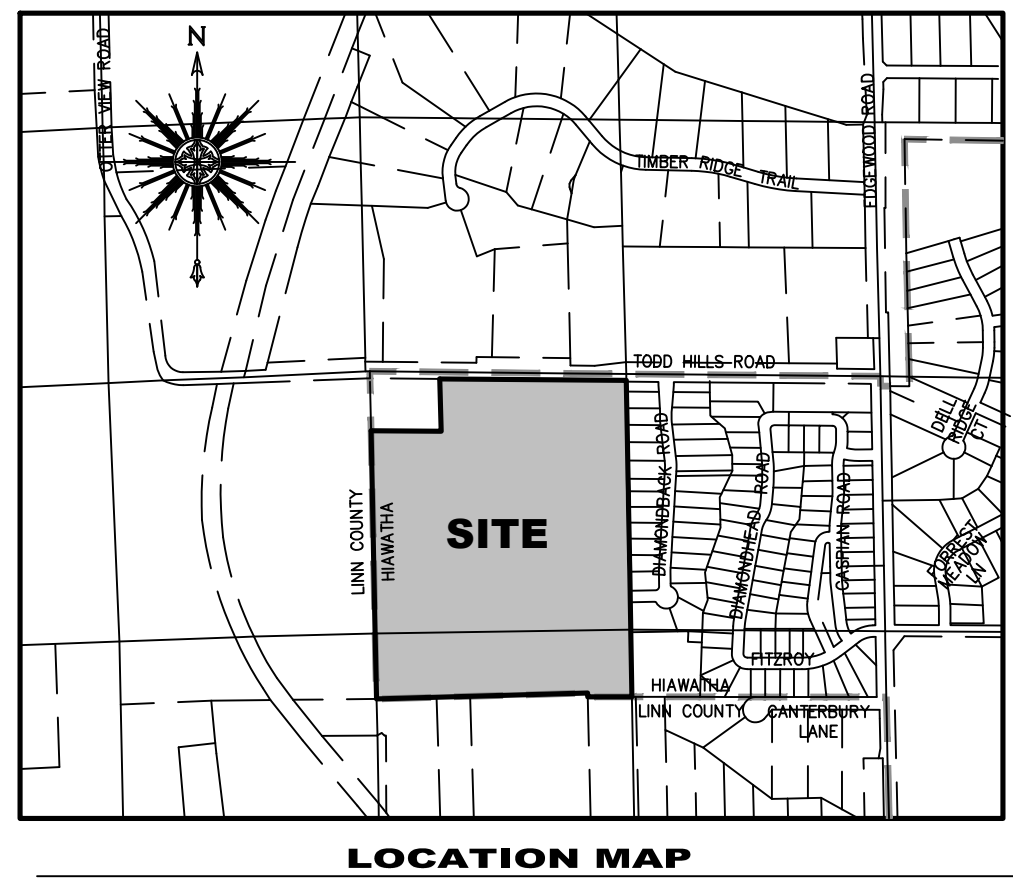 N
OTTER VIEW ROAD
EDGEWOOD ROAD
TIMBER RIDGE TRAIL
TODD HILLS ROAD
DELL
RIDGE
CT
DIAMONDBACK ROAD
DIAMONDHEAD ROAD
CASPIAN ROAD
LINN COUNTY
HIAWATHA
SITE
FORREST
MEADOW
LN
FITZROY
HIAWATHA
LINN COUNTY
CANTERBURY
LANE
LOCATION MAP